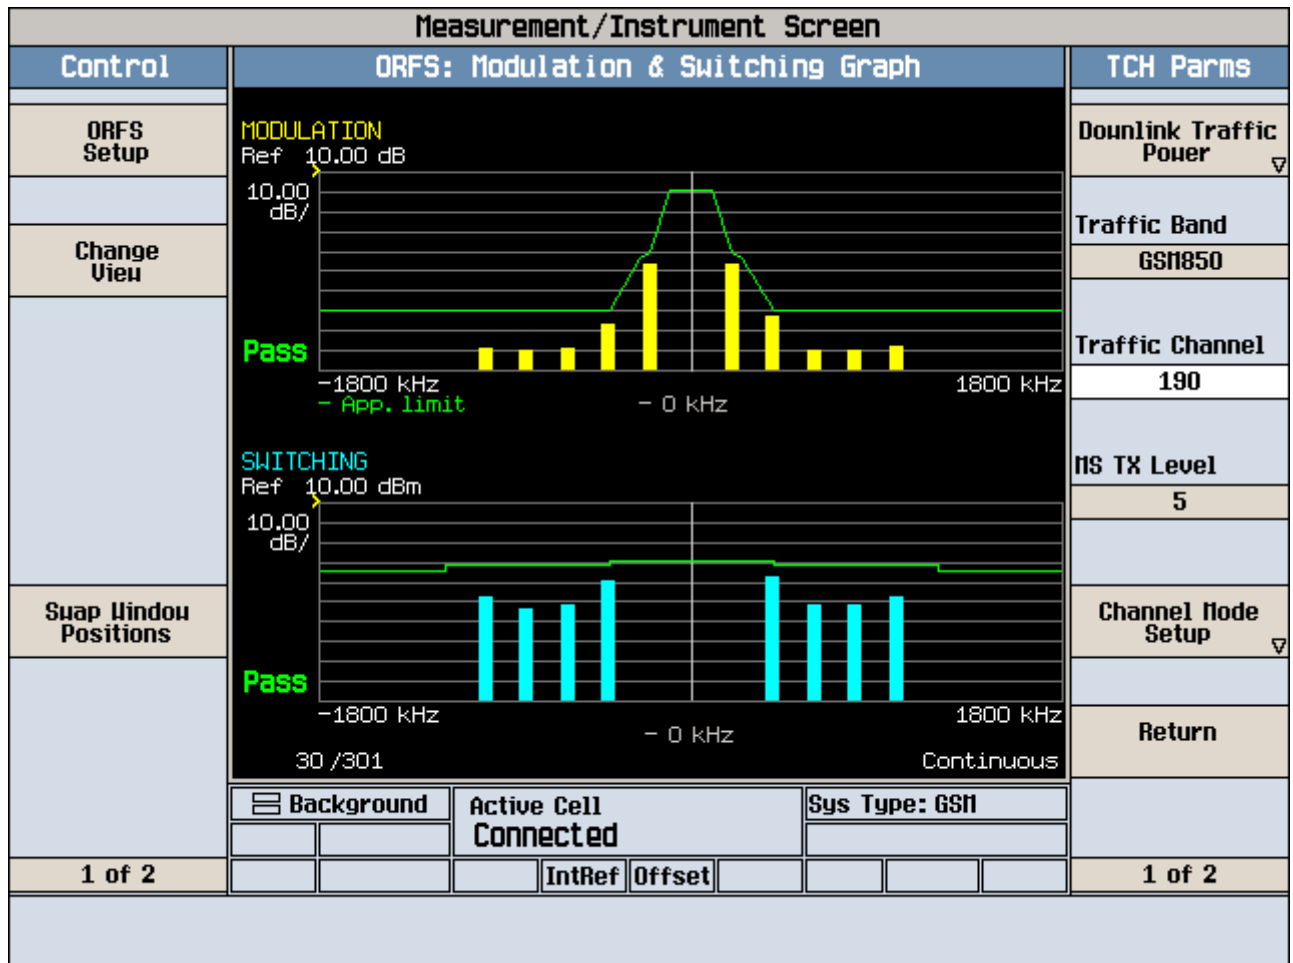 Measurement/Instrument Screen
Control
ORFS: Modulation & Switching Graph
TCH Parms
ORFS
Setup
Change
View
Swap Window
Positions
1 of 2
MODULATION
Ref 10.00 dB
10.00
dB/
Pass
-1800 kHz
1800 kHz
- App. limit
- 0 kHz
SWITCHING
Ref 10.00 dBm
10.00
dB/
Pass
-1800 kHz
1800 kHz
- 0 kHz
30 /301
Continuous
Background
Active Cell
Connected
Sys Type: GSM
IntRef
Offset
Downlink Traffic
Power
Traffic Band
GSM850
Traffic Channel
190
MS TX Level
5
Channel Mode
Setup
Return
1 of 2